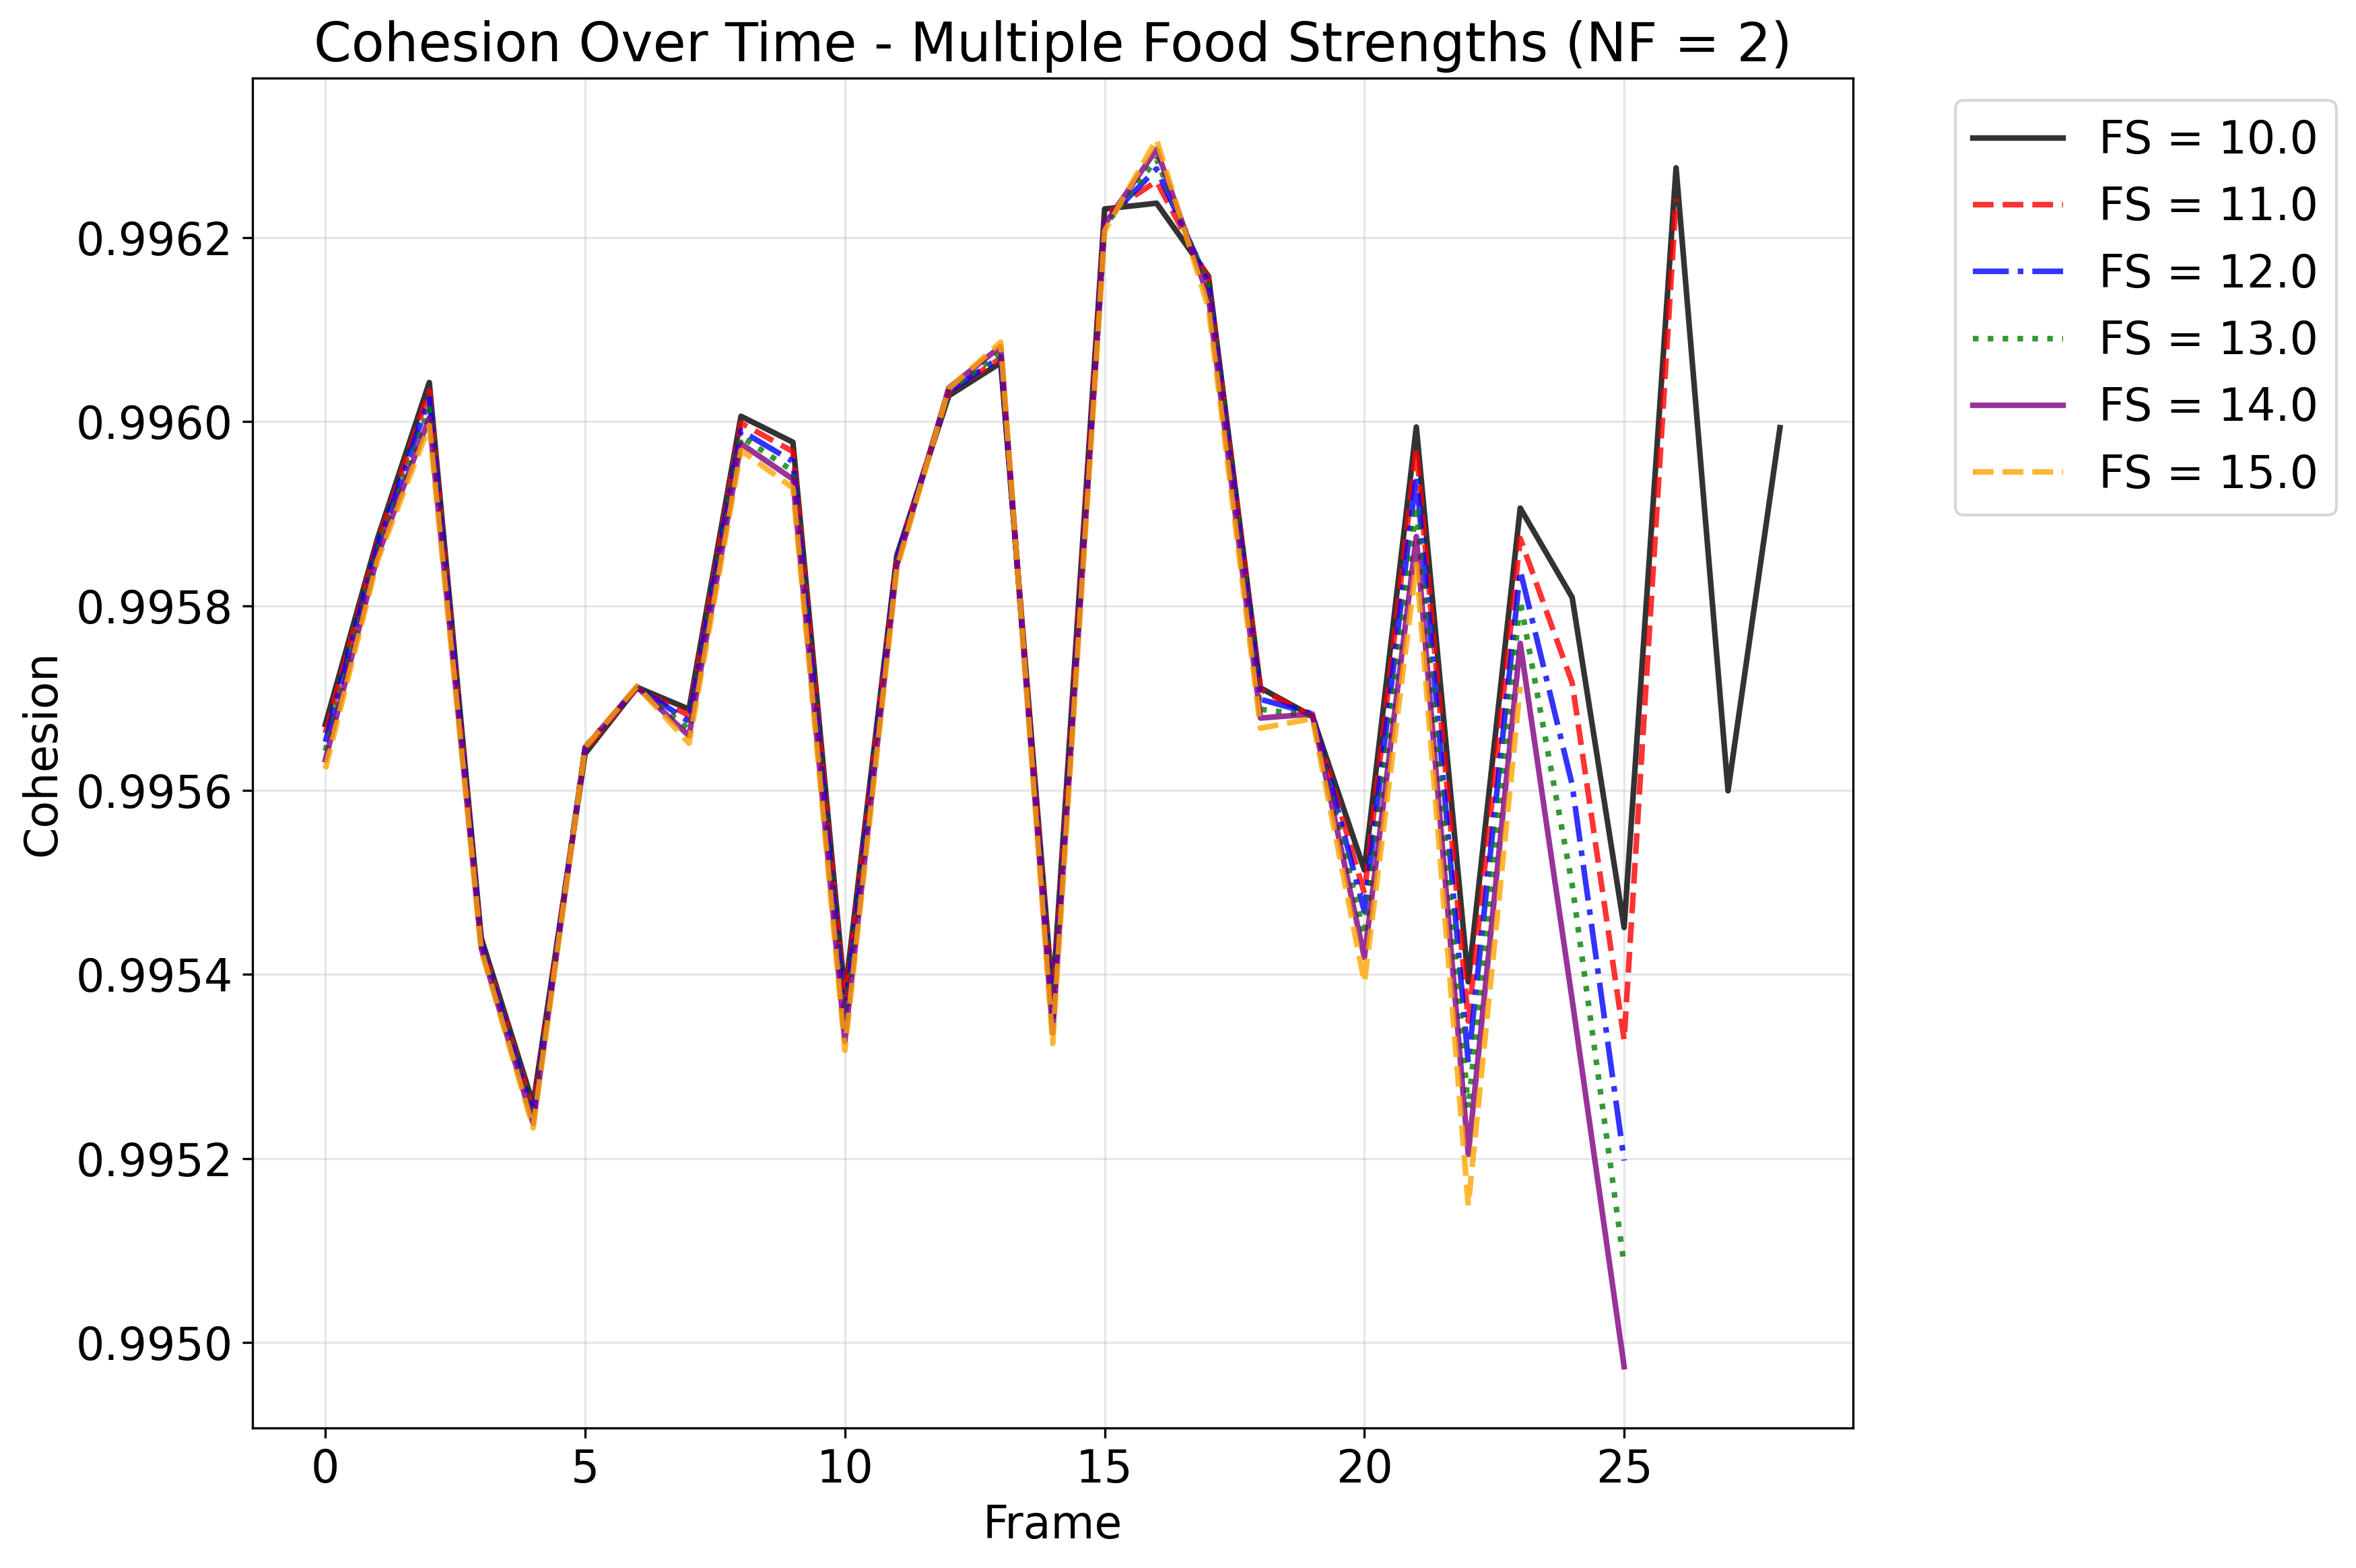 Cohesion Over Time - Multiple Food Strengths (NF = 2)
FS = 10.0
FS = 11.0
FS = 12.0
FS = 13.0
FS = 14.0
FS = 15.0
Cohesion
0.9962
0.9960
0.9958
0.9956
0.9954
0.9952
0.9950
0 5 10 15 20 25
Frame